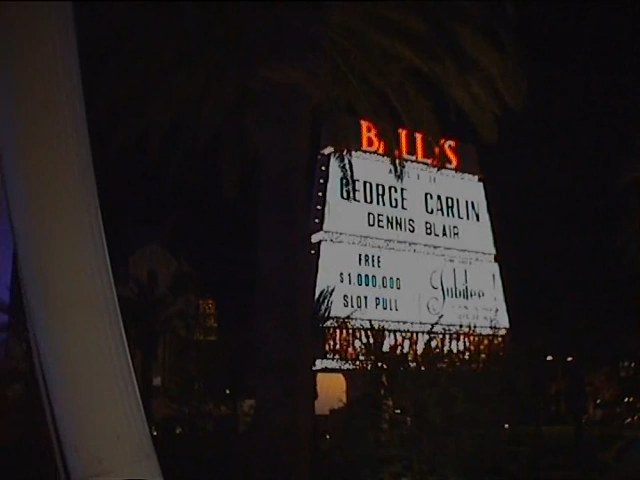 BALLY'S
GEORGE CARLIN
DENNIS BLAIR
FREE
$1,000,000
SLOT PULL
Jubilee!